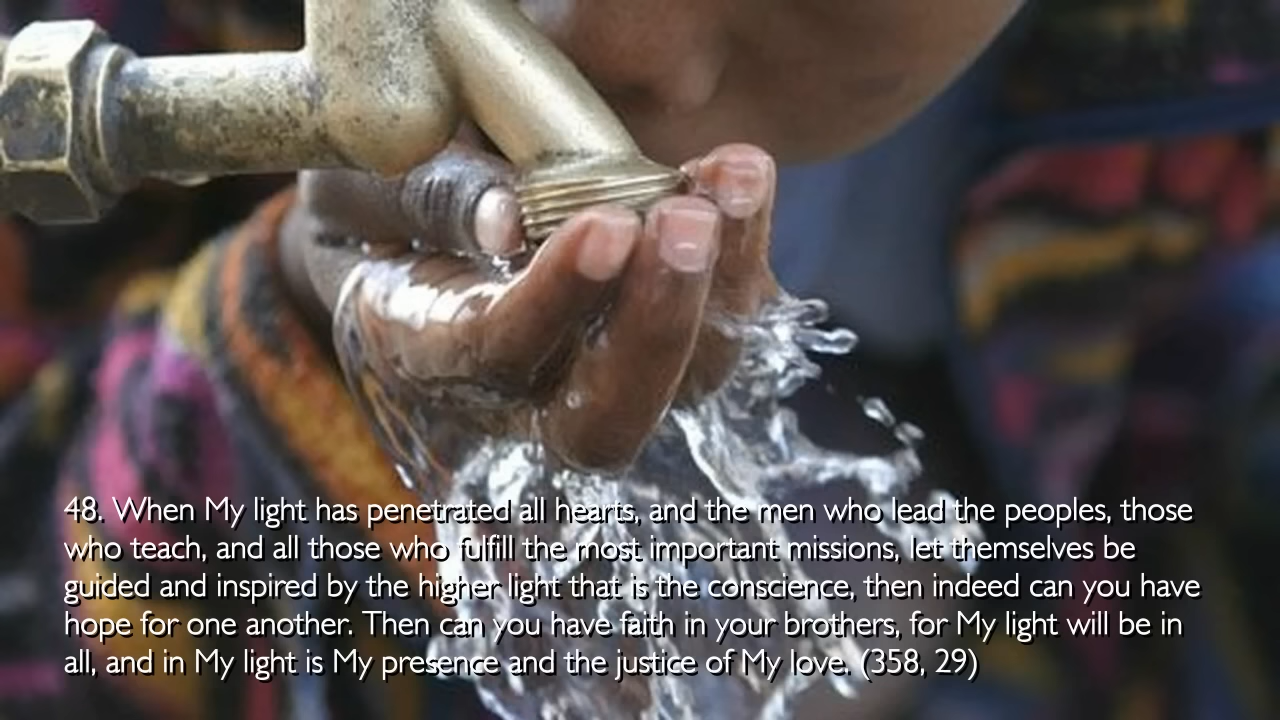 48. When My light has penetrated all hearts, and the men who lead the peoples, those
who teach, and all those who fulfill the most important missions, let themselves be
guided and inspired by the higher light that is the conscience, then indeed can you have
hope for one another. Then can you have faith in your brothers, for My light will be in
all, and in My light is My presence and the justice of My love. (358, 29)